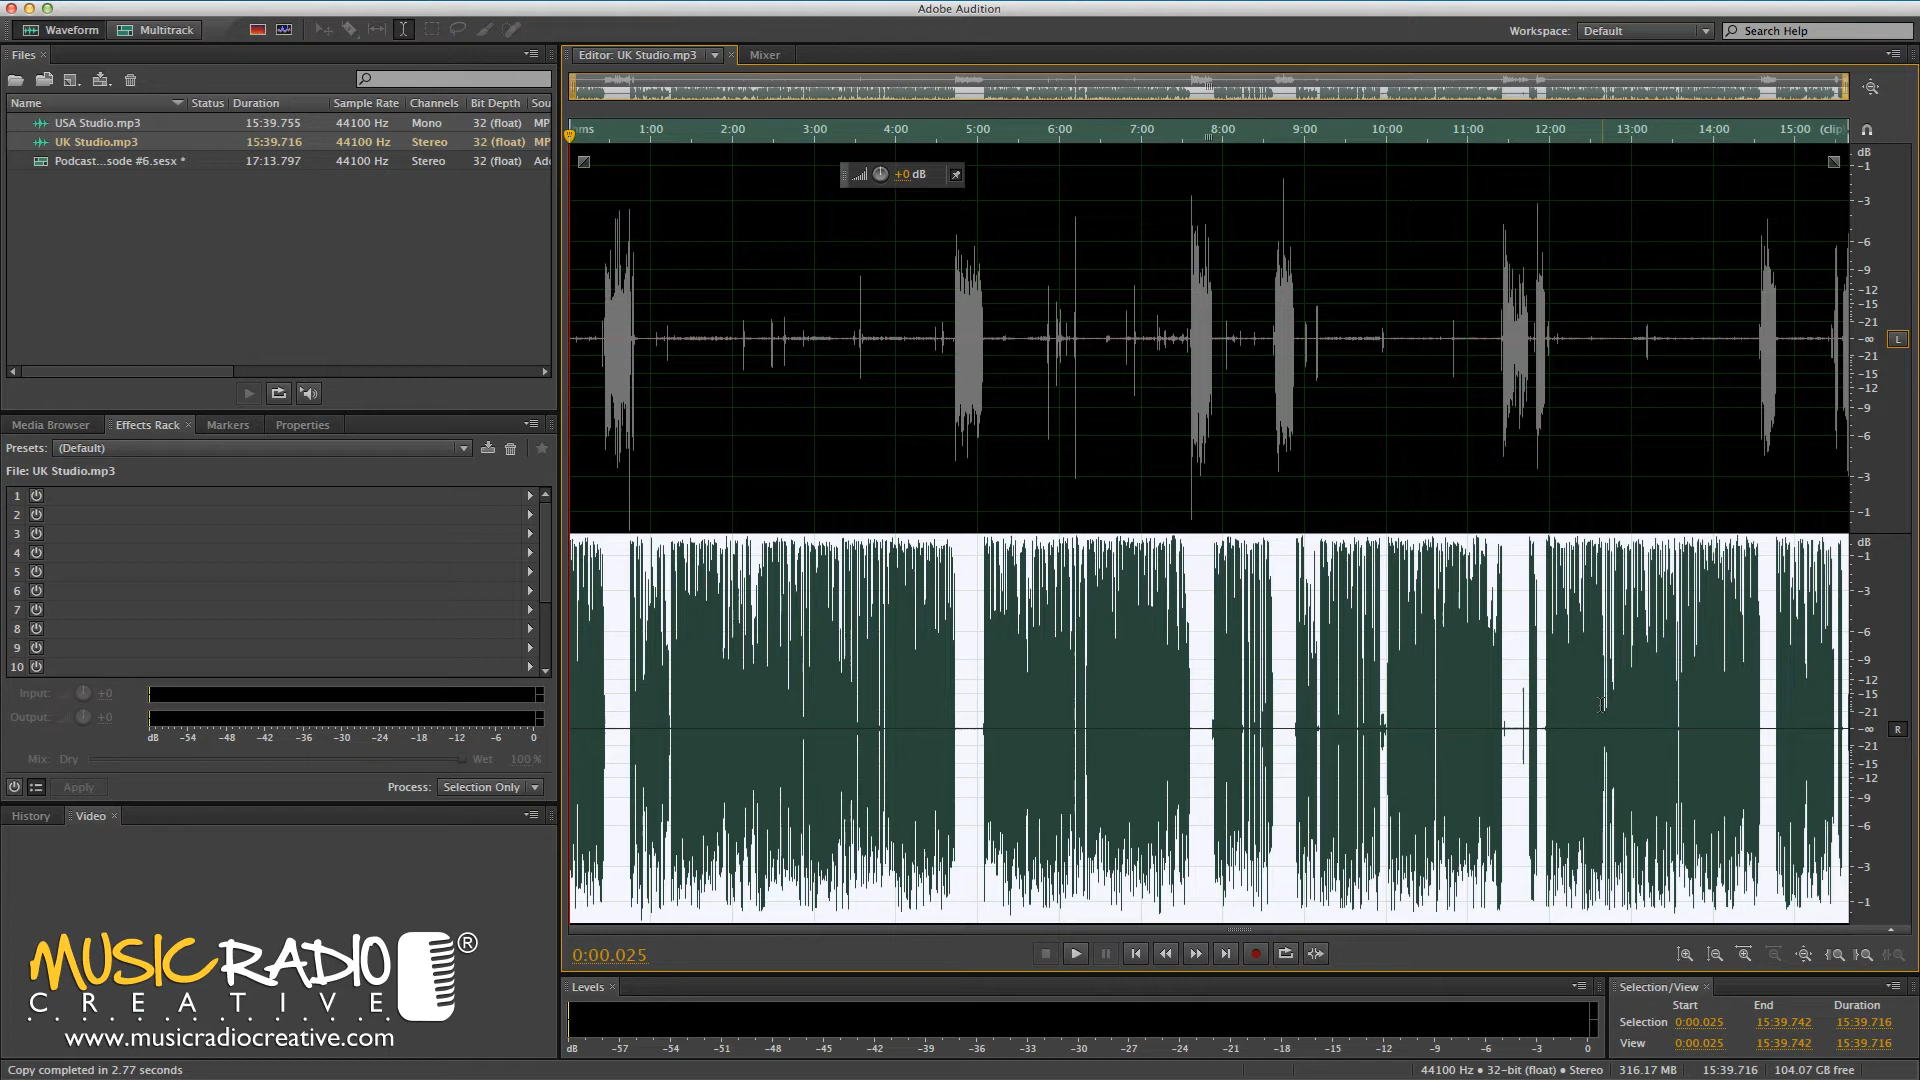 Adobe Audition
Waveform Multitrack Workspace: Default Search Help
Files
Name Status Duration Sample Rate Channels Bit Depth Sou
USA Studio.mp3 15:39.755 44100 Hz Mono 32 (float) MP
UK Studio.mp3 15:39.716 44100 Hz Stereo 32 (float) MP
Podcast...sode #6.sesx * 17:13.797 44100 Hz Stereo 32 (float) Ado
Media Browser Effects Rack Markers Properties
Presets: (Default)
File: UK Studio.mp3
1
2
3
4
5
6
7
8
9
10
Input: +0
Output: +0
dB -54 -48 -42 -36 -30 -24 -18 -12 -6 0
Mix: Dry Wet 100 %
Apply Process: Selection Only
History Video
MUSIC RADIO ®
CREATIVE
www.musicradiocreative.com
Copy completed in 2.77 seconds
Editor: UK Studio.mp3 Mixer
hms 1:00 2:00 3:00 4:00 5:00 6:00 7:00 8:00 9:00 10:00 11:00 12:00 13:00 14:00 15:00 (clip
+0 dB
dB
-1
-3
-6
-9
-12
-15
-21
-∞
-21
-15
-12
-9
-6
-3
-1
L
dB
-1
-3
-6
-9
-12
-15
-21
-∞
-21
-15
-12
-9
-6
-3
-1
R
0:00.025
Levels
dB -57 -54 -51 -48 -45 -42 -39 -36 -33 -30 -27 -24 -21 -18 -15 -12 -9 -6 -3 0
Selection/View
Start End Duration
Selection 0:00.025 15:39.742 15:39.716
View 0:00.025 15:39.742 15:39.716
44100 Hz • 32-bit (float) • Stereo 316.17 MB 15:39.716 104.07 GB free